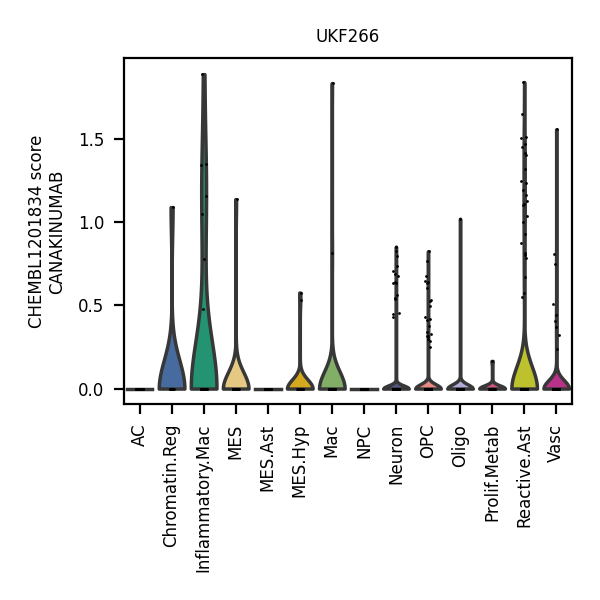 UKF266
CHEMBL1201834 score
CANAKINUMAB
1.5
1.0
0.5
0.0
AC
Chromatin.Reg
Inflammatory.Mac
MES
MES.Ast
MES.Hyp
Mac
NPC
Neuron
OPC
Oligo
Prolif.Metab
Reactive.Ast
Vasc